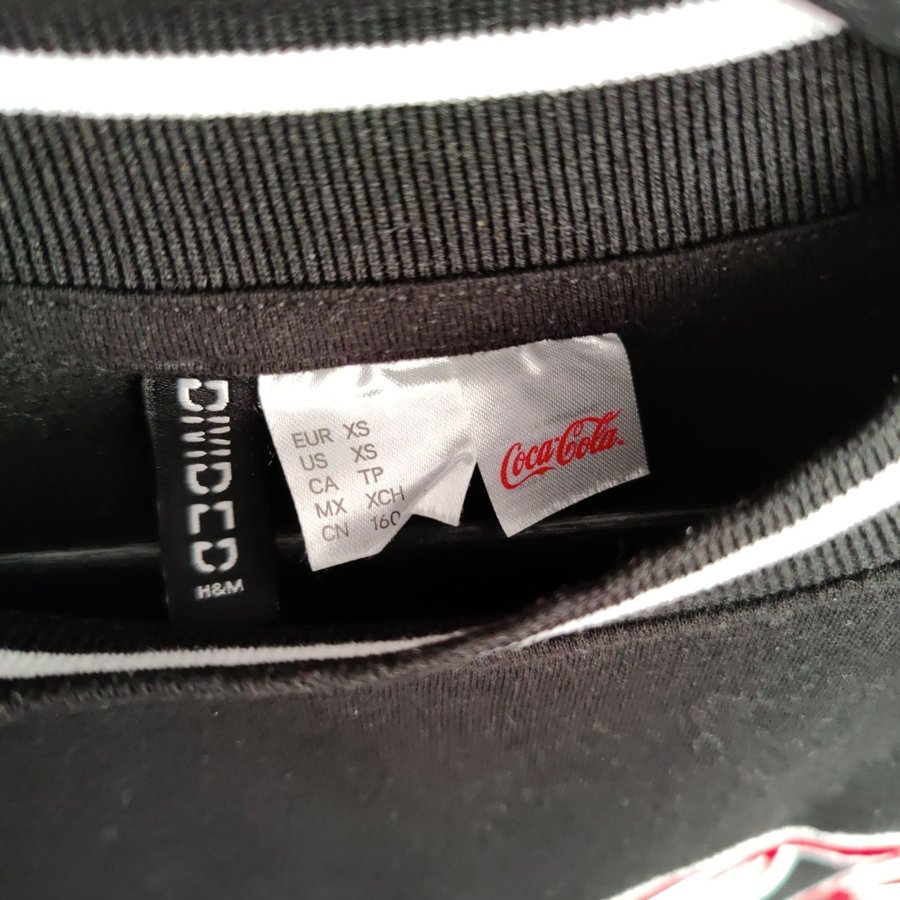 DIVIDED
H&M
EUR XS
US XS
CA TP
MX XCH
CN 160
Coca-Cola